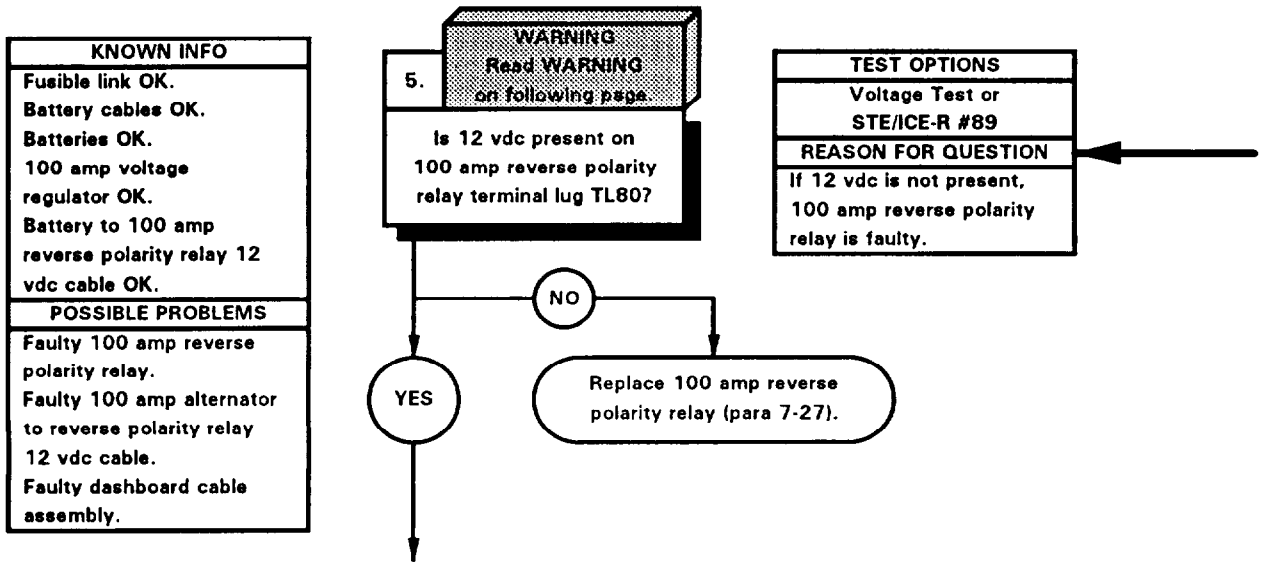 KNOWN INFO
Fusible link OK.
Battery cables OK.
Batteries OK.
100 amp voltage
regulator OK.
Battery to 100 amp
reverse polarity relay 12
vdc cable OK.
POSSIBLE PROBLEMS
Faulty 100 amp reverse
polarity relay.
Faulty 100 amp alternator
to reverse polarity relay
12 vdc cable.
Faulty dashboard cable
assembly.
WARNING
Read WARNING
on following page
5.
Is 12 vdc present on
100 amp reverse polarity
relay terminal lug TL80?
NO
YES
Replace 100 amp reverse
polarity relay (para 7-27).
TEST OPTIONS
Voltage Test or
STE/ICE-R #89
REASON FOR QUESTION
If 12 vdc is not present,
100 amp reverse polarity
relay is faulty.